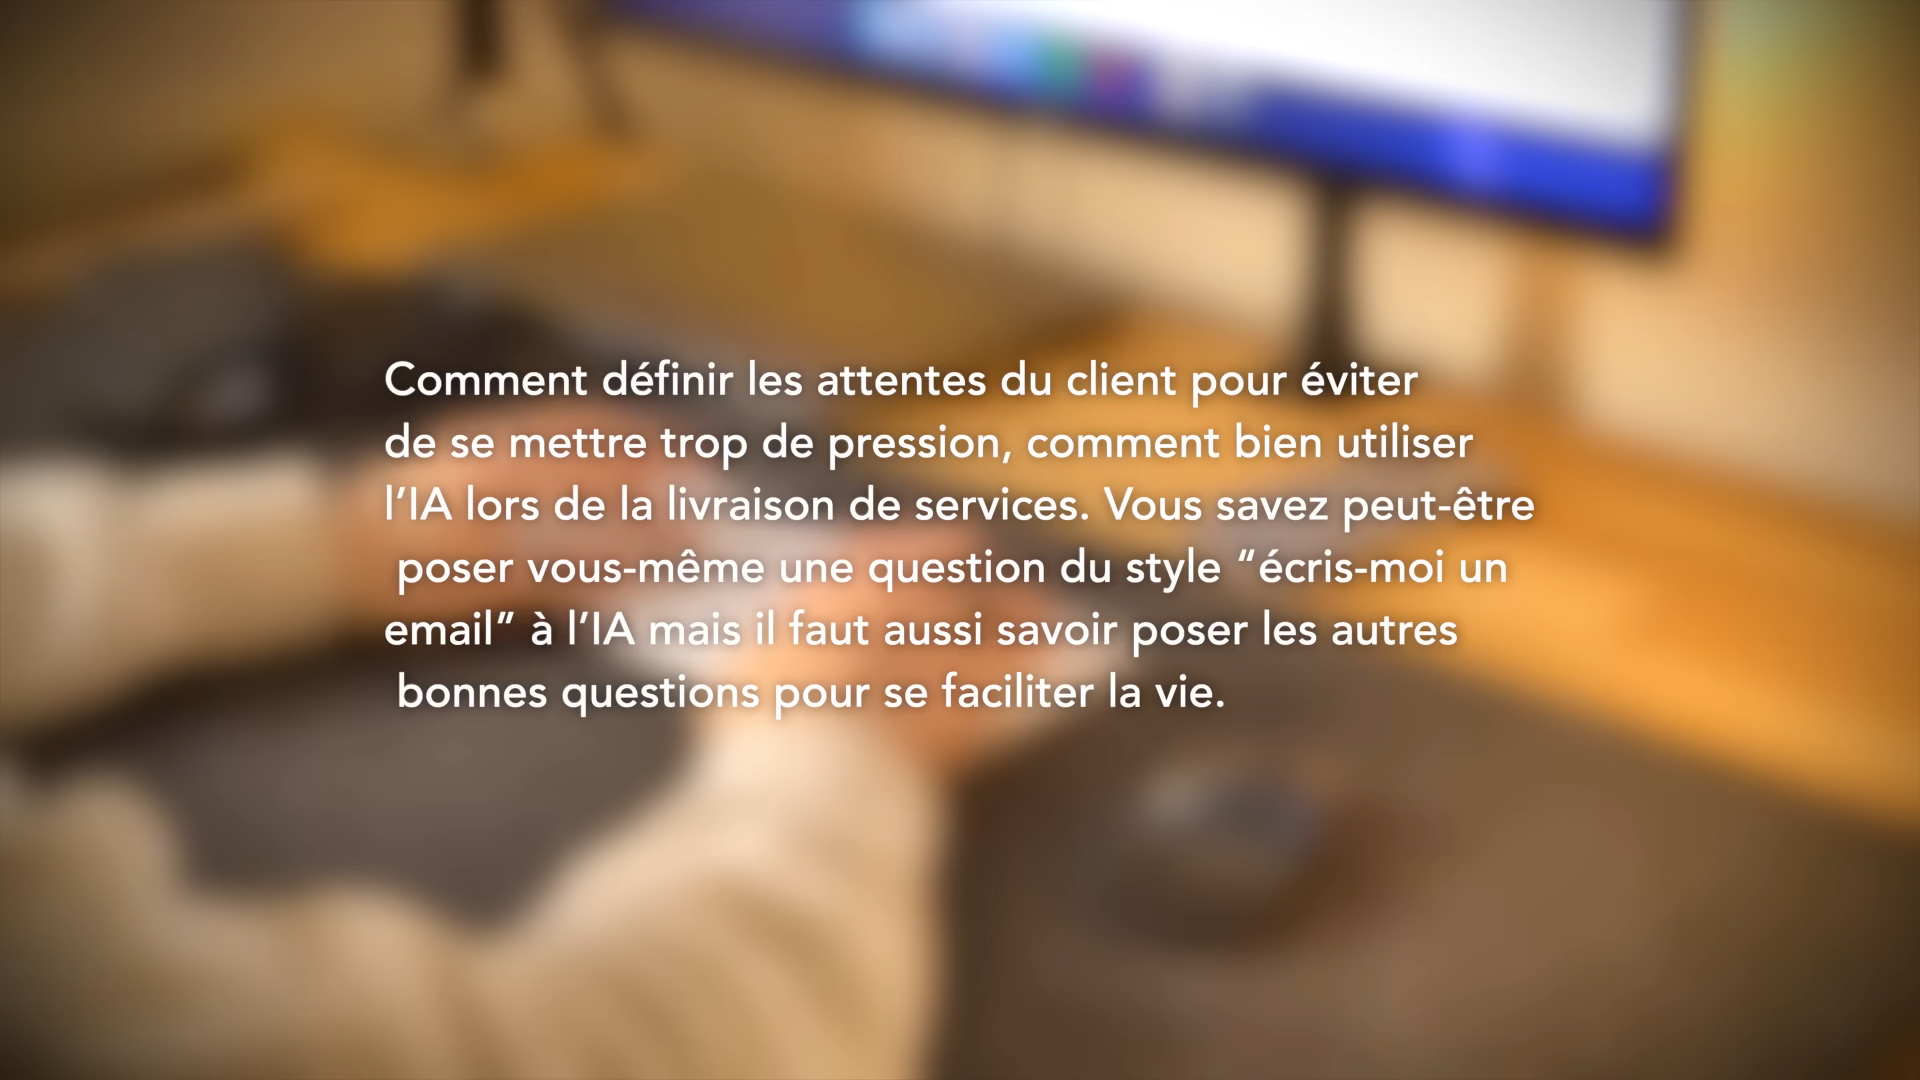 Comment définir les attentes du client pour éviter
de se mettre trop de pression, comment bien utiliser
l’IA lors de la livraison de services. Vous savez peut-être
poser vous-même une question du style “écris-moi un
email” à l’IA mais il faut aussi savoir poser les autres
bonnes questions pour se faciliter la vie.